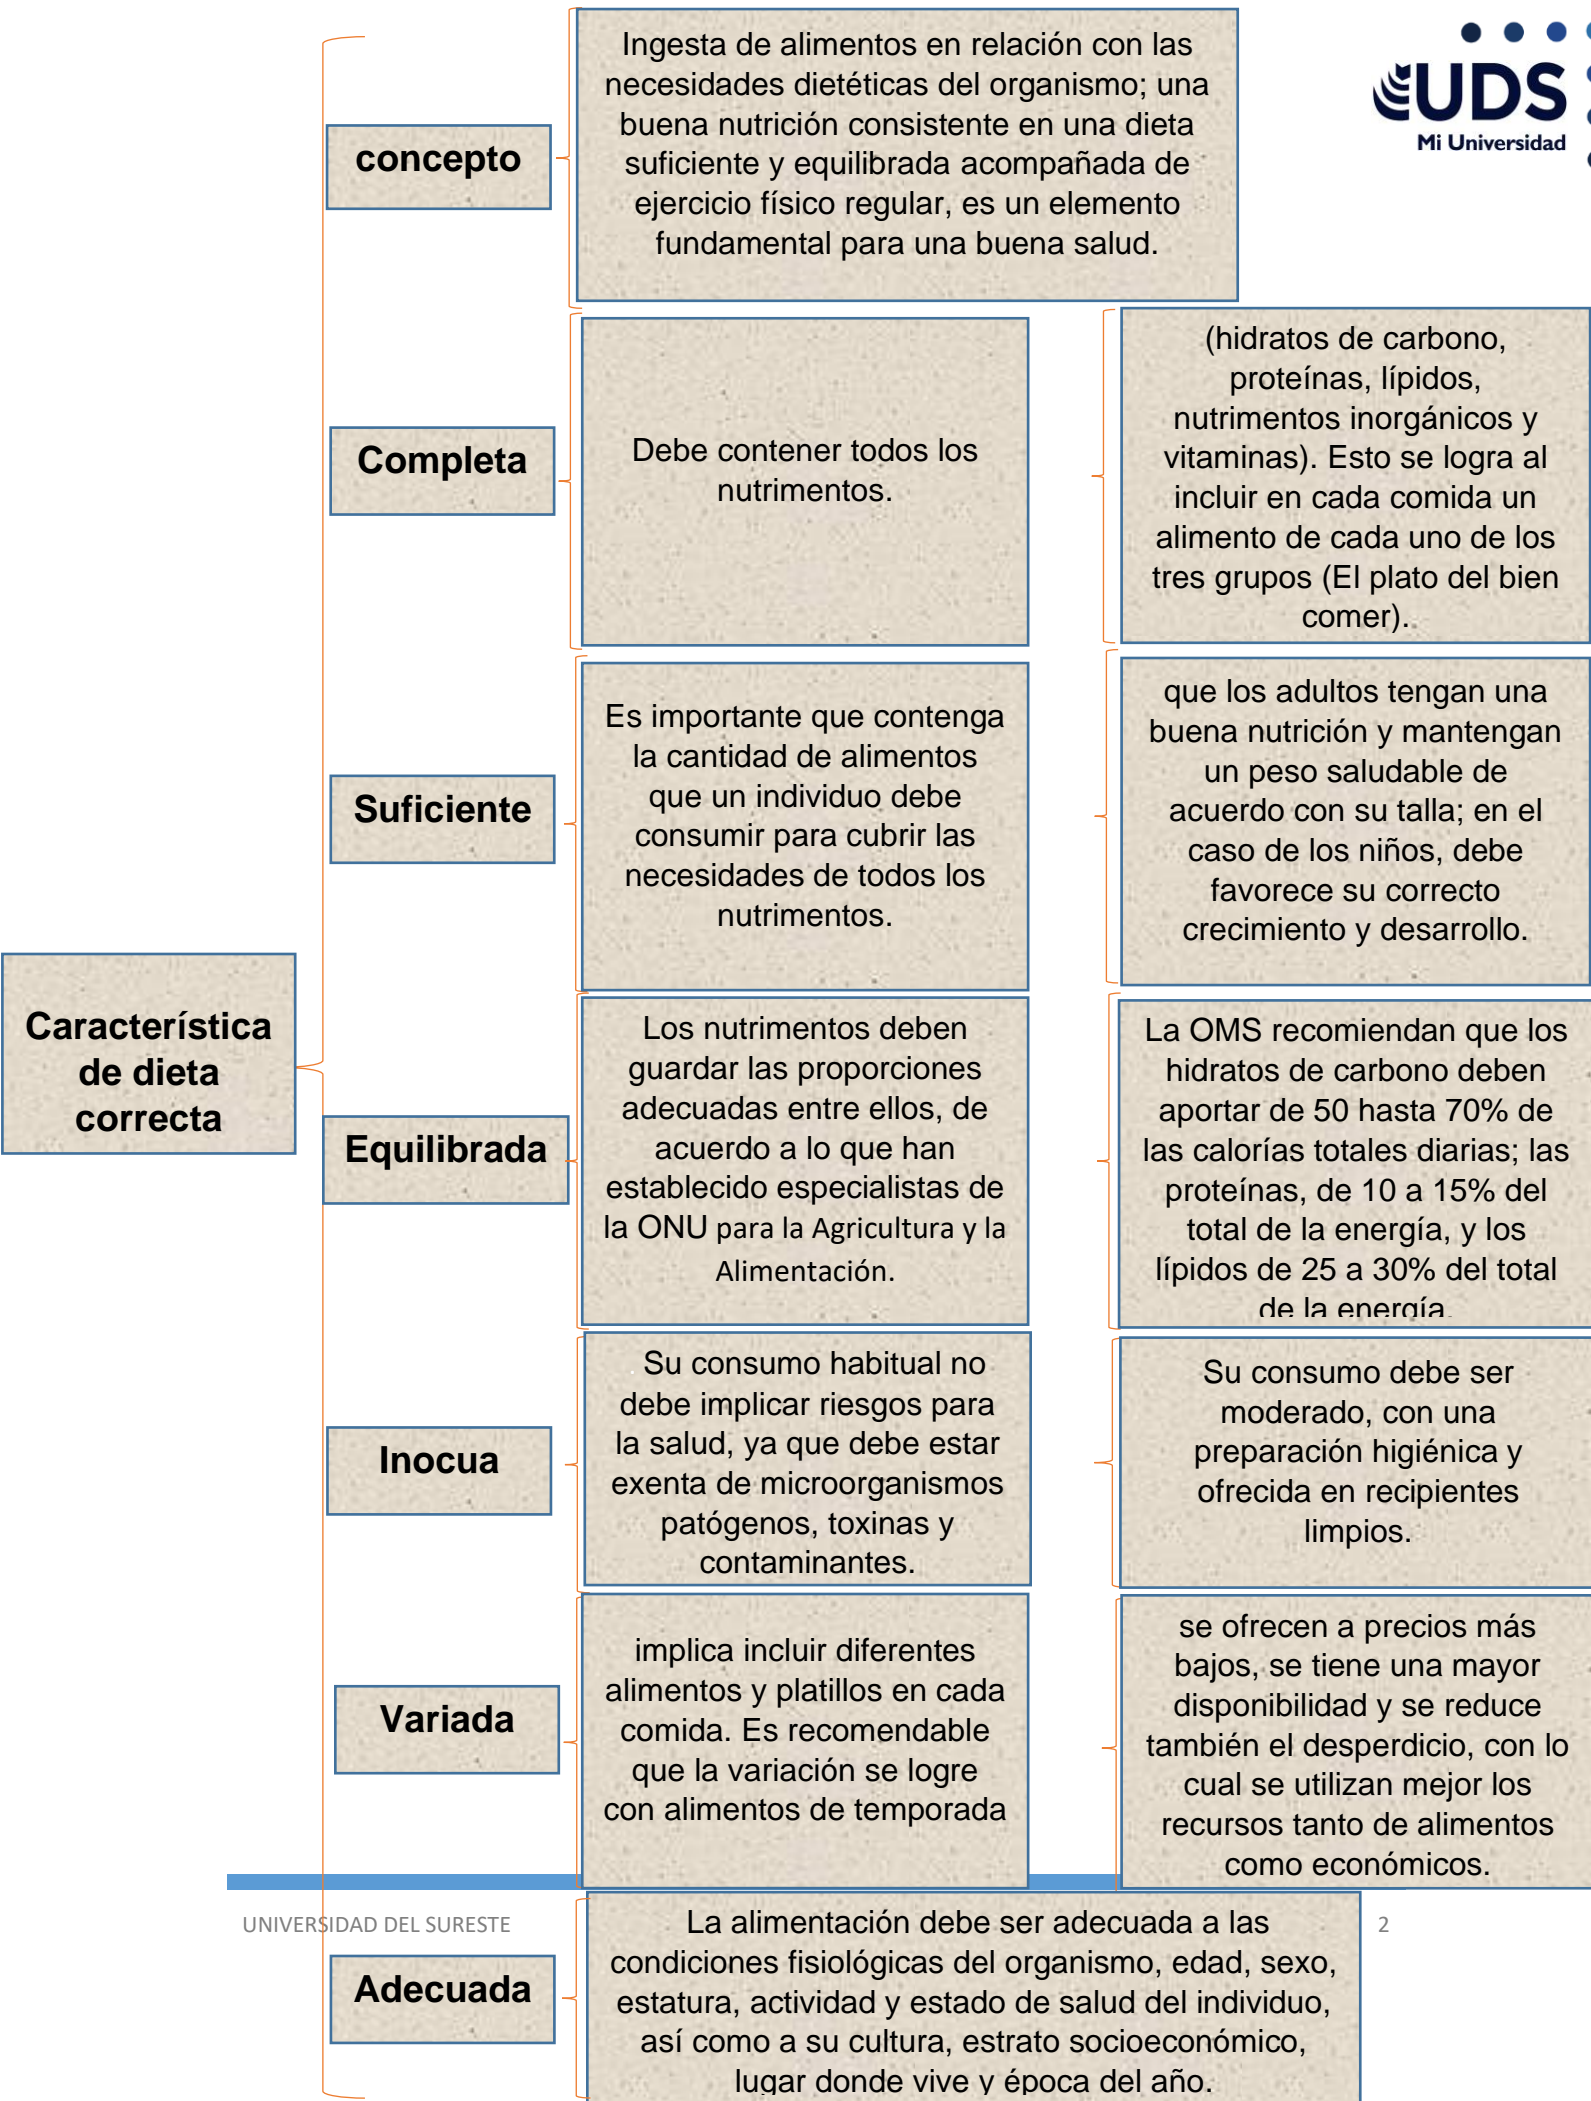 UDS
Mi Universidad
Característica
de dieta
correcta
concepto
Ingesta de alimentos en relación con las
necesidades dietéticas del organismo; una
buena nutrición consistente en una dieta
suficiente y equilibrada acompañada de
ejercicio físico regular, es un elemento
fundamental para una buena salud.
Completa
Debe contener todos los
nutrimentos.
(hidratos de carbono,
proteínas, lípidos,
nutrimentos inorgánicos y
vitaminas). Esto se logra al
incluir en cada comida un
alimento de cada uno de los
tres grupos (El plato del bien
comer).
Suficiente
Es importante que contenga
la cantidad de alimentos
que un individuo debe
consumir para cubrir las
necesidades de todos los
nutrimentos.
que los adultos tengan una
buena nutrición y mantengan
un peso saludable de
acuerdo con su talla; en el
caso de los niños, debe
favorece su correcto
crecimiento y desarrollo.
Equilibrada
Los nutrimentos deben
guardar las proporciones
adecuadas entre ellos, de
acuerdo a lo que han
establecido especialistas de
la ONU para la Agricultura y la
Alimentación.
La OMS recomiendan que los
hidratos de carbono deben
aportar de 50 hasta 70% de
las calorías totales diarias; las
proteínas, de 10 a 15% del
total de la energía, y los
lípidos de 25 a 30% del total
de la energía.
Inocua
. Su consumo habitual no
debe implicar riesgos para
la salud, ya que debe estar
exenta de microorganismos
patógenos, toxinas y
contaminantes.
Su consumo debe ser
moderado, con una
preparación higiénica y
ofrecida en recipientes
limpios.
Variada
implica incluir diferentes
alimentos y platillos en cada
comida. Es recomendable
que la variación se logre
con alimentos de temporada
se ofrecen a precios más
bajos, se tiene una mayor
disponibilidad y se reduce
también el desperdicio, con lo
cual se utilizan mejor los
recursos tanto de alimentos
como económicos.
Adecuada
La alimentación debe ser adecuada a las
condiciones fisiológicas del organismo, edad, sexo,
estatura, actividad y estado de salud del individuo,
así como a su cultura, estrato socioeconómico,
lugar donde vive y época del año.
UNIVERSIDAD DEL SURESTE
2